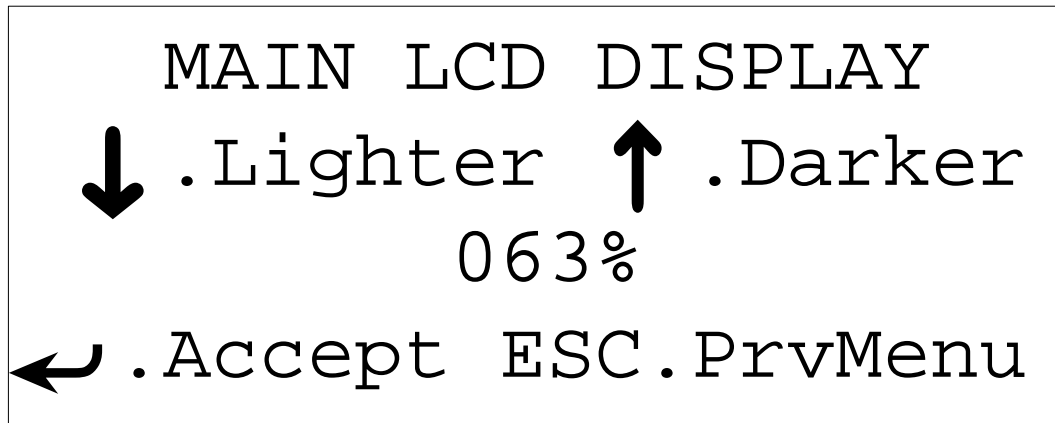 MAIN LCD DISPLAY
↓ .Lighter ↑ .Darker
063%
↵ .Accept ESC.PrvMenu